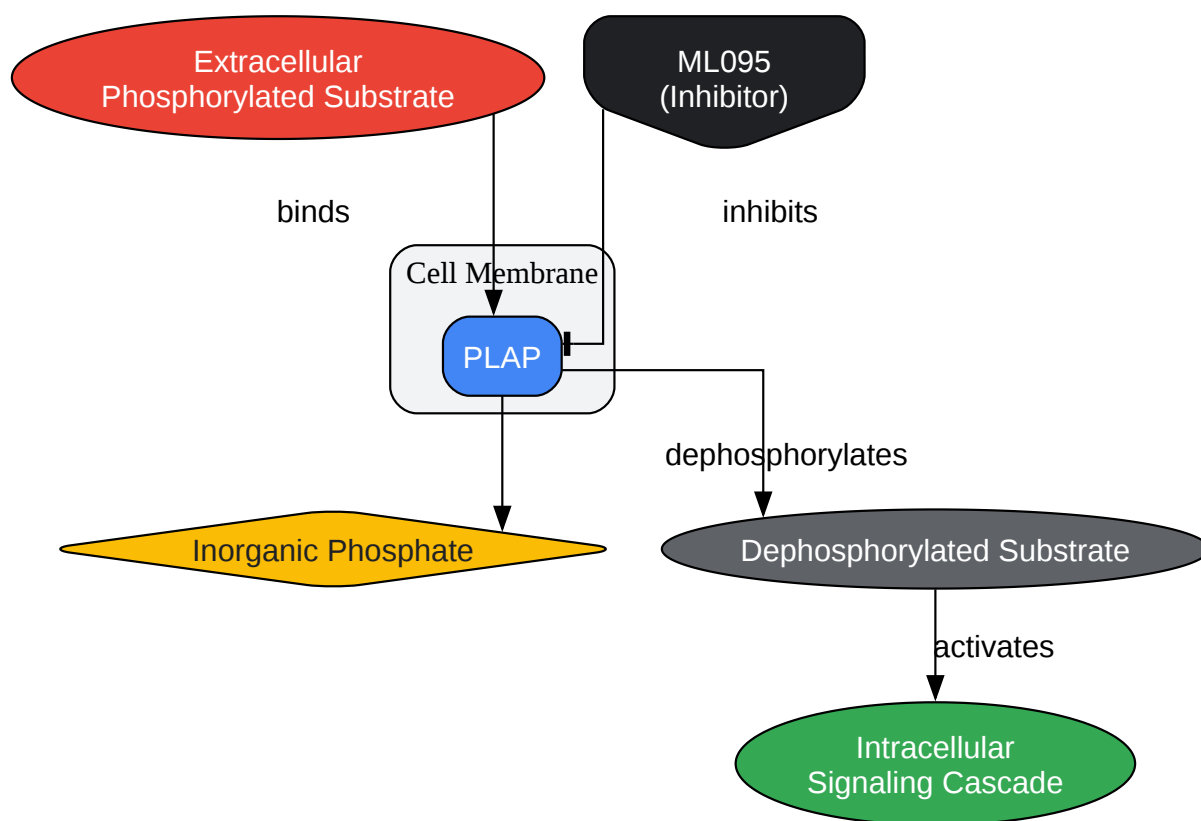 Extracellular
Phosphorylated Substrate
ML095
(Inhibitor)
binds
inhibits
Cell Membrane
PLAP
dephosphorylates
Inorganic Phosphate
Dephosphorylated Substrate
activates
Intracellular
Signaling Cascade